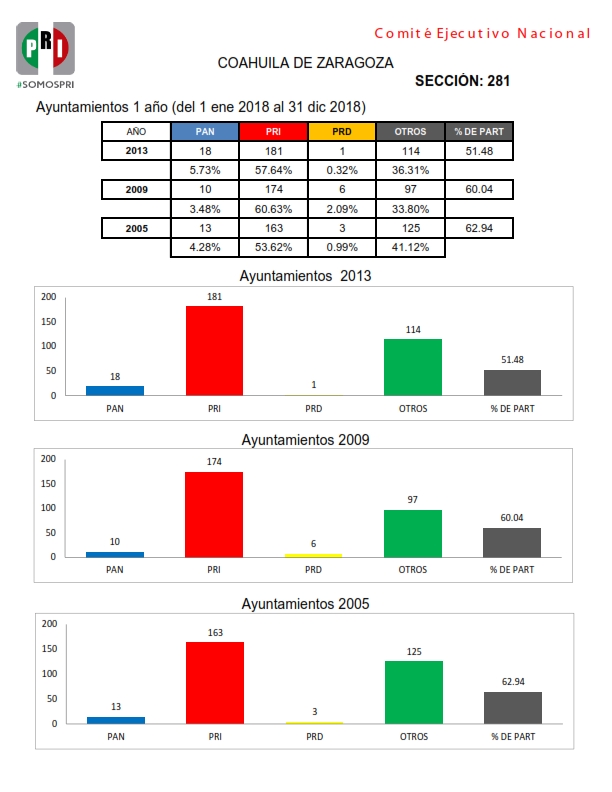 Comité Ejecutivo Nacional
PRI
#SOMOSPRI
COAHUILA DE ZARAGOZA
SECCIÓN: 281
Ayuntamientos 1 año (del 1 ene 2018 al 31 dic 2018)
AÑO PAN PRI PRD OTROS % DE PART
2013 18 181 1 114 51.48
5.73% 57.64% 0.32% 36.31%
2009 10 174 6 97 60.04
3.48% 60.63% 2.09% 33.80%
2005 13 163 3 125 62.94
4.28% 53.62% 0.99% 41.12%
Ayuntamientos 2013
200
150
100
50
0
18 181 1 114 51.48
PAN PRI PRD OTROS % DE PART
Ayuntamientos 2009
200
150
100
50
0
10 174 6 97 60.04
PAN PRI PRD OTROS % DE PART
Ayuntamientos 2005
200
150
100
50
0
13 163 3 125 62.94
PAN PRI PRD OTROS % DE PART